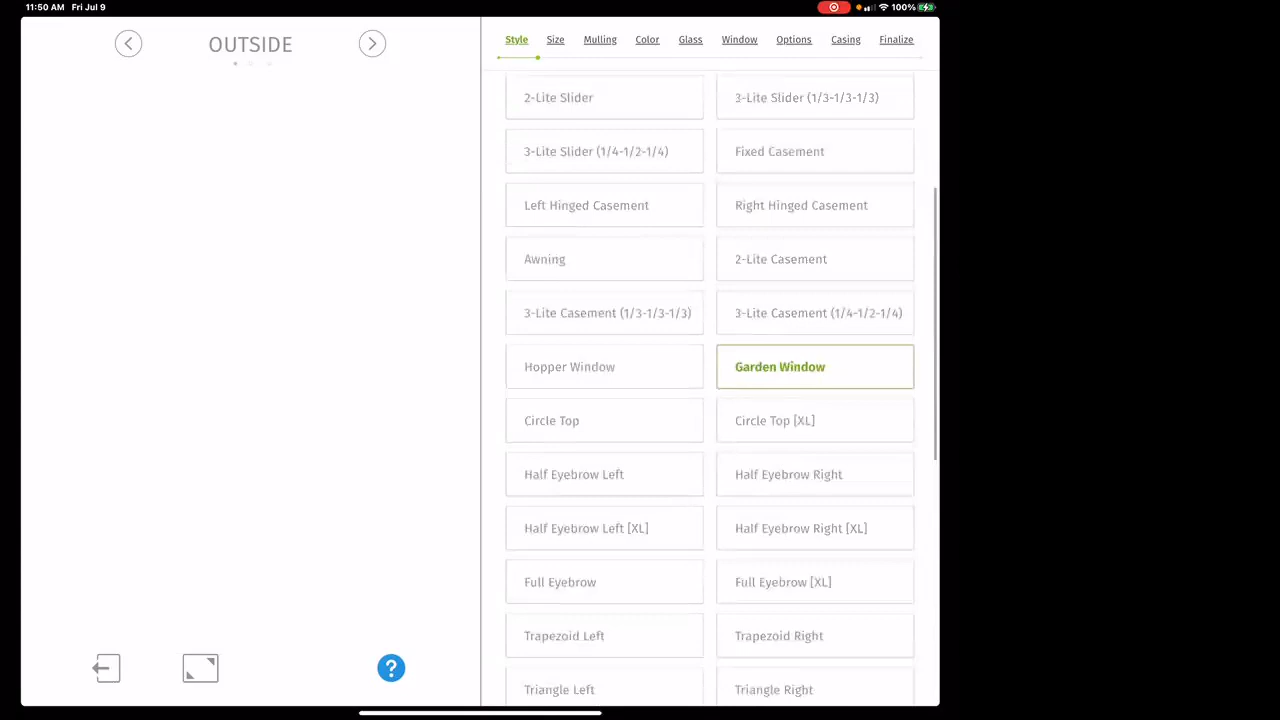 11:50 AM Fri Jul 9
100%
OUTSIDE
Style Size Mulling Color Glass Window Options Casing Finalize
2-Lite Slider
3-Lite Slider (1/3-1/3-1/3)
3-Lite Slider (1/4-1/2-1/4)
Fixed Casement
Left Hinged Casement
Right Hinged Casement
Awning
2-Lite Casement
3-Lite Casement (1/3-1/3-1/3)
3-Lite Casement (1/4-1/2-1/4)
Hopper Window
Garden Window
Circle Top
Circle Top [XL]
Half Eyebrow Left
Half Eyebrow Right
Half Eyebrow Left [XL]
Half Eyebrow Right [XL]
Full Eyebrow
Full Eyebrow [XL]
Trapezoid Left
Trapezoid Right
Triangle Left
Triangle Right
?